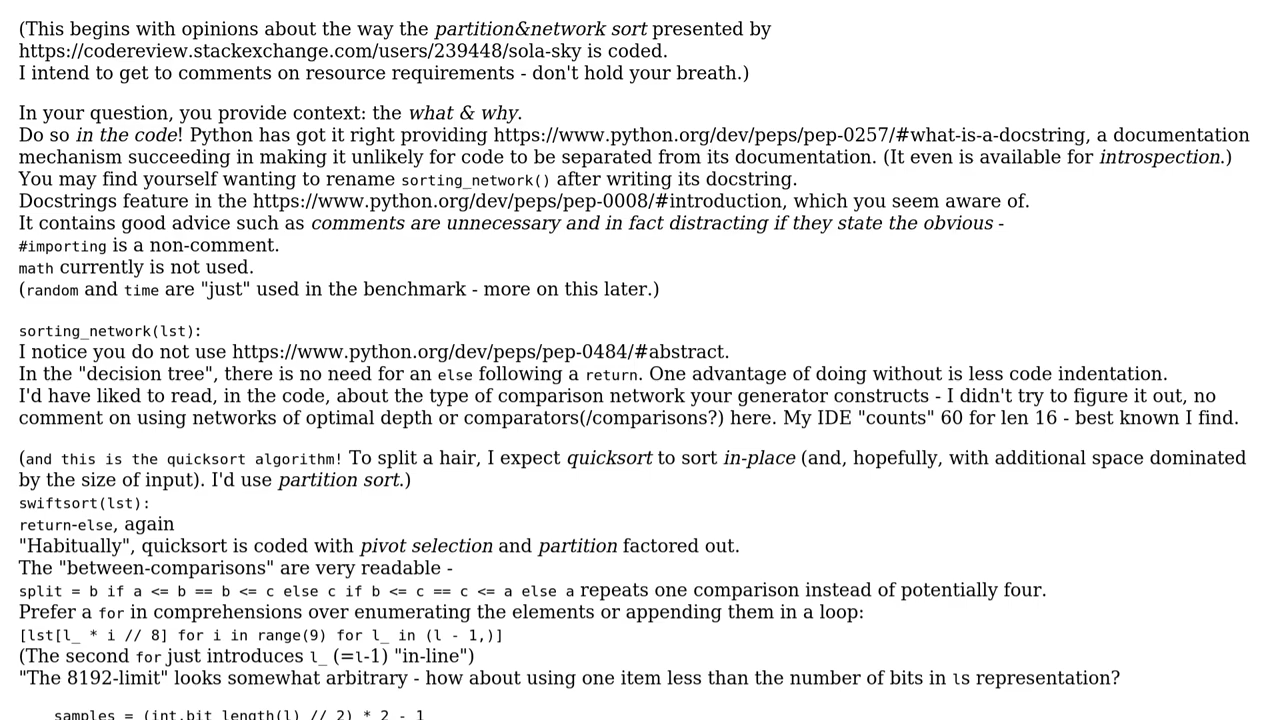 (This begins with opinions about the way the partition&network sort presented by
https://codereview.stackexchange.com/users/239448/sola-sky is coded.
I intend to get to comments on resource requirements - don't hold your breath.)
In your question, you provide context: the what & why.
Do so in the code! Python has got it right providing https://www.python.org/dev/peps/pep-0257/#what-is-a-docstring, a documentation
mechanism succeeding in making it unlikely for code to be separated from its documentation. (It even is available for introspection.)
You may find yourself wanting to rename sorting_network() after writing its docstring.
Docstrings feature in the https://www.python.org/dev/peps/pep-0008/#introduction, which you seem aware of.
It contains good advice such as comments are unnecessary and in fact distracting if they state the obvious -
#importing is a non-comment.
math currently is not used.
(random and time are "just" used in the benchmark - more on this later.)
sorting_network(lst):
I notice you do not use https://www.python.org/dev/peps/pep-0484/#abstract.
In the "decision tree", there is no need for an else following a return. One advantage of doing without is less code indentation.
I'd have liked to read, in the code, about the type of comparison network your generator constructs - I didn't try to figure it out, no
comment on using networks of optimal depth or comparators(/comparisons?) here. My IDE "counts" 60 for len 16 - best known I find.
(and this is the quicksort algorithm! To split a hair, I expect quicksort to sort in-place (and, hopefully, with additional space dominated
by the size of input). I'd use partition sort.)
swiftsort(lst):
return-else, again
"Habitually", quicksort is coded with pivot selection and partition factored out.
The "between-comparisons" are very readable -
split = b if a <= b == b <= c else c if b <= c == c <= a else a repeats one comparison instead of potentially four.
Prefer a for in comprehensions over enumerating the elements or appending them in a loop:
[lst[l_ * i // 8] for i in range(9) for l_ in (l - 1,)]
(The second for just introduces l_ (=l-1) "in-line")
"The 8192-limit" looks somewhat arbitrary - how about using one item less than the number of bits in ls representation?
samples = (int.bit_length(l) // 2) * 2 - 1